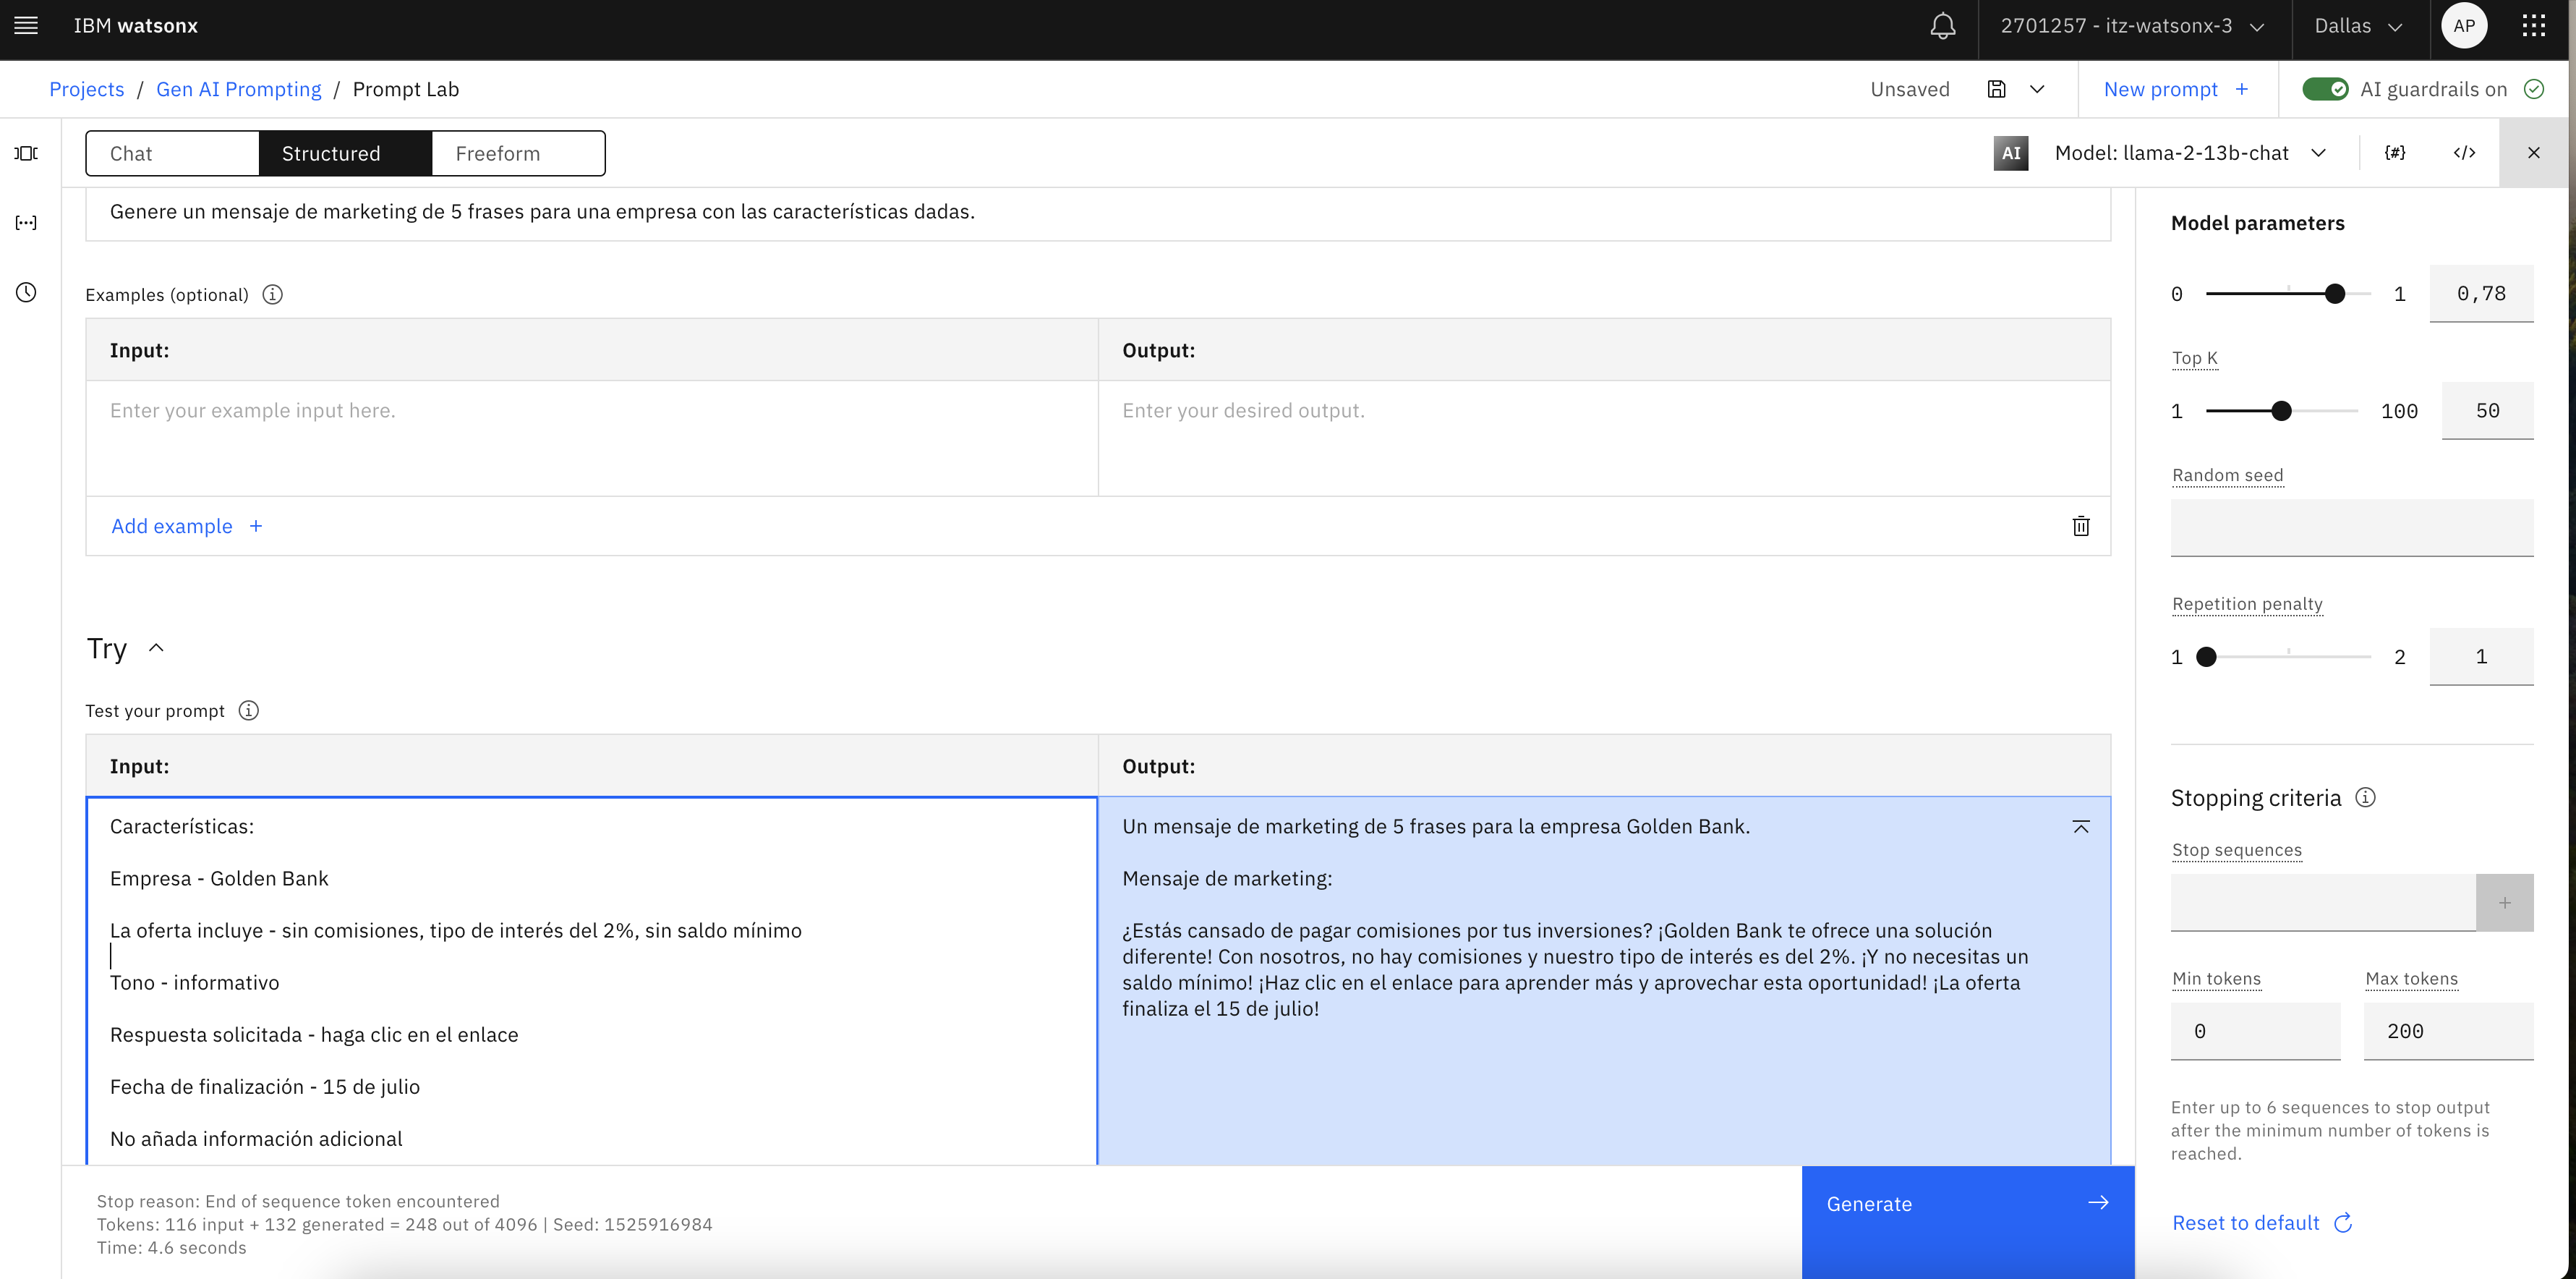 IBM watsonx
2701257 - itz-watsonx-3
Dallas
AP
Projects / Gen AI Prompting / Prompt Lab
Unsaved
New prompt +
AI guardrails on
Chat
Structured
Freeform
AI
Model: llama-2-13b-chat
{#}
</>
Genere un mensaje de marketing de 5 frases para una empresa con las características dadas.
Examples (optional)
Input:
Output:
Enter your example input here.
Enter your desired output.
Add example +
Try
Test your prompt
Input:
Output:
Características:
Empresa - Golden Bank
La oferta incluye - sin comisiones, tipo de interés del 2%, sin saldo mínimo
Tono - informativo
Respuesta solicitada - haga clic en el enlace
Fecha de finalización - 15 de julio
No añada información adicional
Un mensaje de marketing de 5 frases para la empresa Golden Bank.
Mensaje de marketing:
¿Estás cansado de pagar comisiones por tus inversiones? ¡Golden Bank te ofrece una solución
diferente! Con nosotros, no hay comisiones y nuestro tipo de interés es del 2%. ¡Y no necesitas un
saldo mínimo! ¡Haz clic en el enlace para aprender más y aprovechar esta oportunidad! ¡La oferta
finaliza el 15 de julio!
Stop reason: End of sequence token encountered
Tokens: 116 input + 132 generated = 248 out of 4096 | Seed: 1525916984
Time: 4.6 seconds
Generate
Model parameters
0
1
0,78
Top K
1
100
50
Random seed
Repetition penalty
1
2
1
Stopping criteria
Stop sequences
+
Min tokens
Max tokens
0
200
Enter up to 6 sequences to stop output
after the minimum number of tokens is
reached.
Reset to default